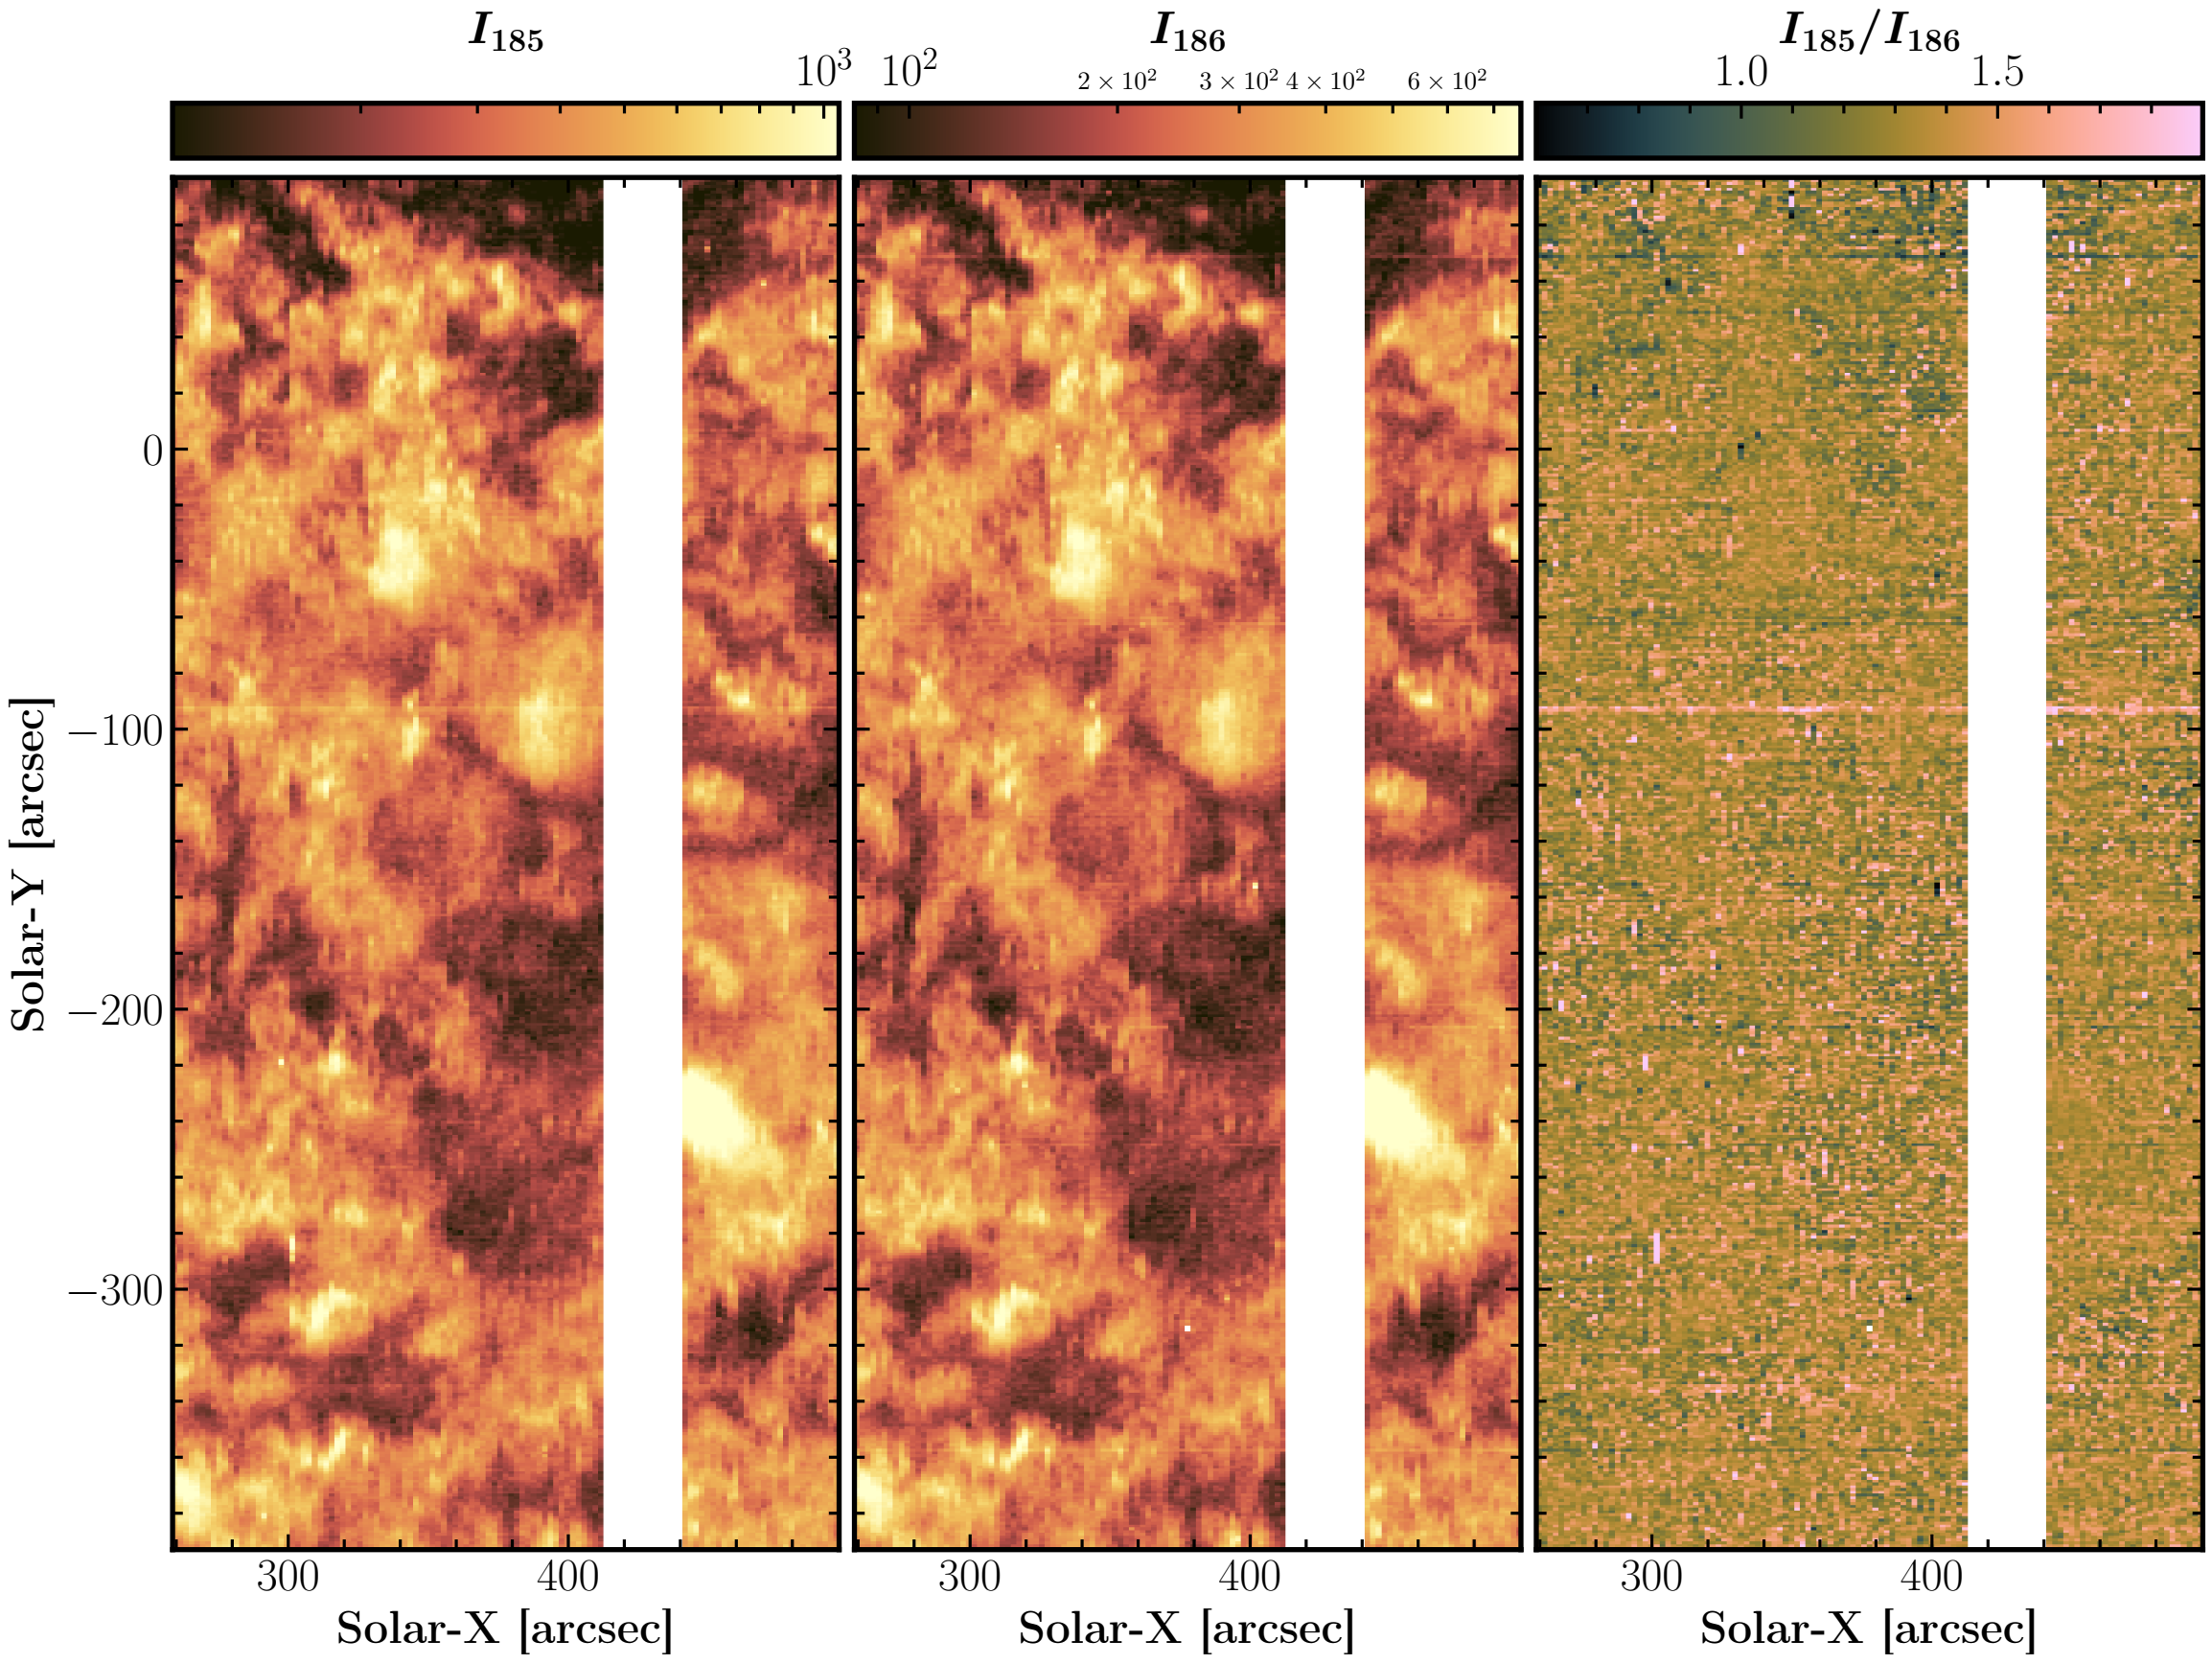 I₁₈₅ I₁₈₆ I₁₈₅/I₁₈₆
10³ 10² 2 × 10² 3 × 10² 4 × 10² 6 × 10² 1.0 1.5
0
−100
−200
−300
Solar-Y [arcsec]
300 400 300 400 300 400
Solar-X [arcsec] Solar-X [arcsec] Solar-X [arcsec]